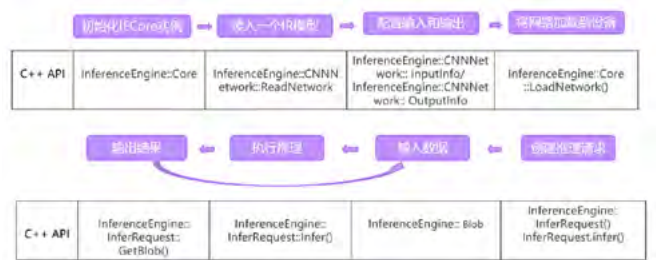 初始化IECore实例
读入一个IR模型
配置输入和输出
将网络加载到设备
C++ API
InferenceEngine::Core
InferenceEngine::CNNN
etwork::ReadNetwork
InferenceEngine::CNNNet
work:: InputInfo/
InferenceEngine::CNNNet
work:: OutputInfo
InferenceEngine::Core
::LoadNetwork()
输出结果
执行推理
输入数据
创建推理请求
C++ API
InferenceEngine::
InferRequest::
GetBlob()
InferenceEngine::
InferRequest::Infer()
InferenceEngine:: Blob
InferenceEngine::
InferRequest()
InferRequest.infer()